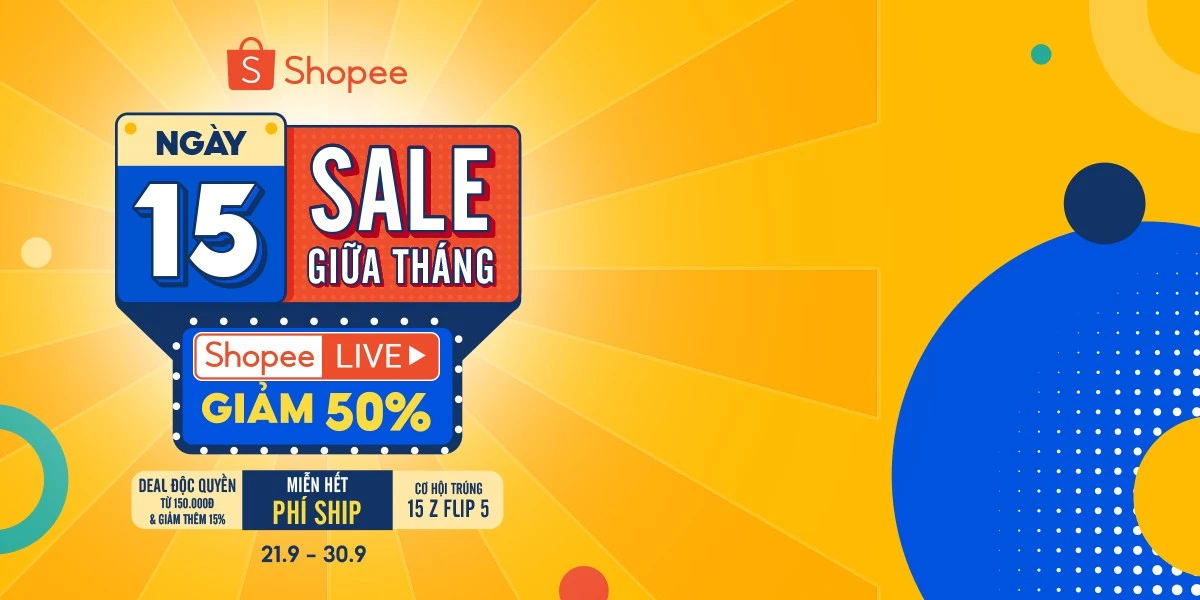 S Shopee
NGÀY
15
SALE
GIỮA THÁNG
Shopee LIVE
GIẢM 50%
DEAL ĐỘC QUYỀN
TỪ 150.000Đ
& GIẢM THÊM 15%
MIỄN HẾT
PHÍ SHIP
CƠ HỘI TRÚNG
15 Z FLIP 5
21.9 – 30.9